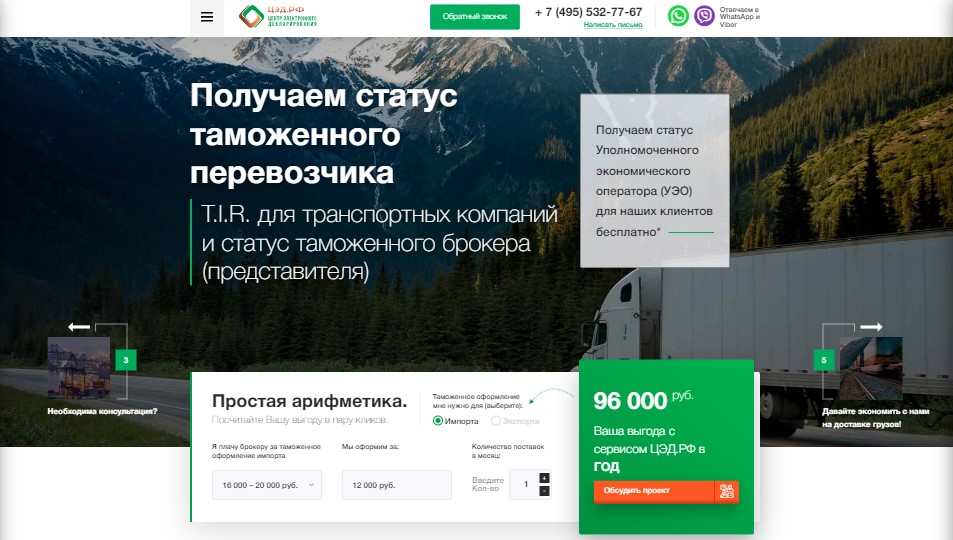 ЦЭД.РФ
ЦЕНТР ЭЛЕКТРОННОГО
ДЕКЛАРИРОВАНИЯ
Обратный звонок
+ 7 (495) 532-77-67
Написать письмо
Отвечаем в
WhatsApp и
Viber
Получаем статус
таможенного
перевозчика
T.I.R. для транспортных компаний
и статус таможенного брокера
(представителя)
Получаем статус
Уполномоченного
экономического
оператора (УЭО)
для наших клиентов
бесплатно*
3
Необходима консультация?
5
Давайте экономить с нами
на доставке грузов!
Простая арифметика.
Посчитайте Вашу выгоду в пару кликов.
Таможенное оформление
мне нужно для (выберите):
Импорта
Экспорта
Я плачу брокеру за таможенное
оформление импорта
16 000 – 20 000 руб.
Мы оформим за:
12 000 руб.
Количество поставок
в месяц:
Введите
Кол-во
1
+
-
96 000 руб.
Ваша выгода с
сервисом ЦЭД.РФ в
год
Обсудить проект